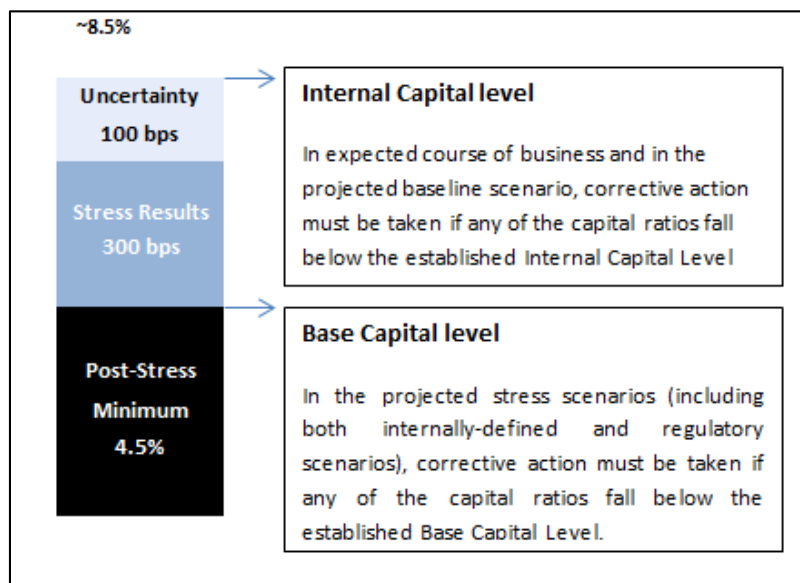 ~8.5%
Uncertainty
100 bps
Stress Results
300 bps
Post-Stress
Minimum
4.5%
Internal Capital level
In expected course of business and in the
projected baseline scenario, corrective action
must be taken if any of the capital ratios fall
below the established Internal Capital Level
Base Capital level
In the projected stress scenarios (including
both internally-defined and regulatory
scenarios), corrective action must be taken if
any of the capital ratios fall below the
established Base Capital Level.